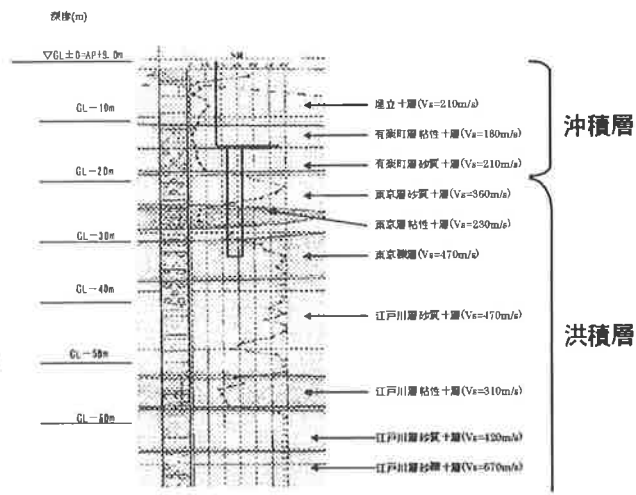 深度(m)
▽GL±0=AP+9.0m
GL-10m
GL-20m
GL-30m
GL-40m
GL-50m
GL-60m
埋立土層(Vs=210m/s)
有楽町層粘性土層(Vs=180m/s)
有楽町層砂質土層(Vs=210m/s)
東京層砂質土層(Vs=360m/s)
東京層粘性土層(Vs=230m/s)
東京礫層(Vs=470m/s)
江戸川層砂質土層(Vs=470m/s)
江戸川層粘性土層(Vs=310m/s)
江戸川層砂質土層(Vs=420m/s)
江戸川層砂礫土層(Vs=670m/s)
沖積層
洪積層